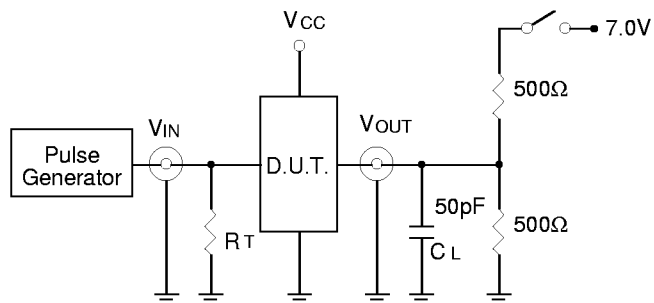 VCC
7.0V
500Ω
VIN
VOUT
Pulse
Generator
D.U.T.
50pF
500Ω
RT
CL